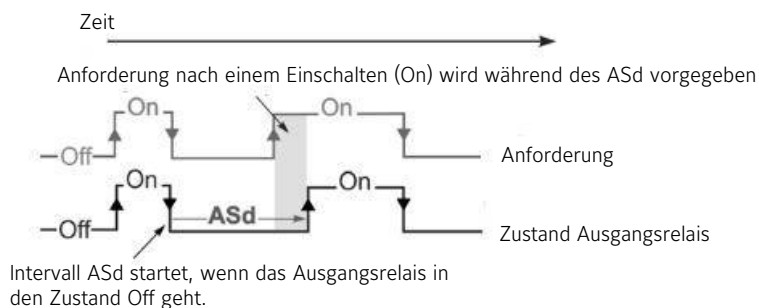 Zeit
Anforderung nach einem Einschalten (On) wird während des ASd vorgegeben
On On
Off Anforderung
On On
ASd
Off Zustand Ausgangsrelais
Intervall ASd startet, wenn das Ausgangsrelais in
den Zustand Off geht.